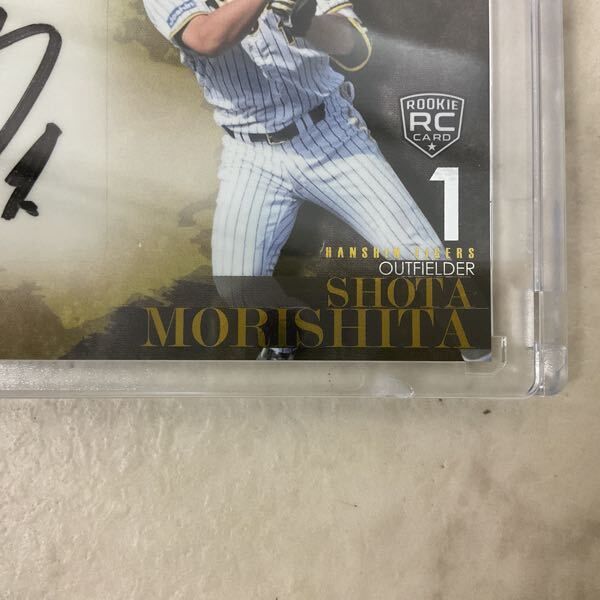 ROOKIE
RC
CARD
1
HANSHIN TIGERS
OUTFIELDER
SHOTA
MORISHITA